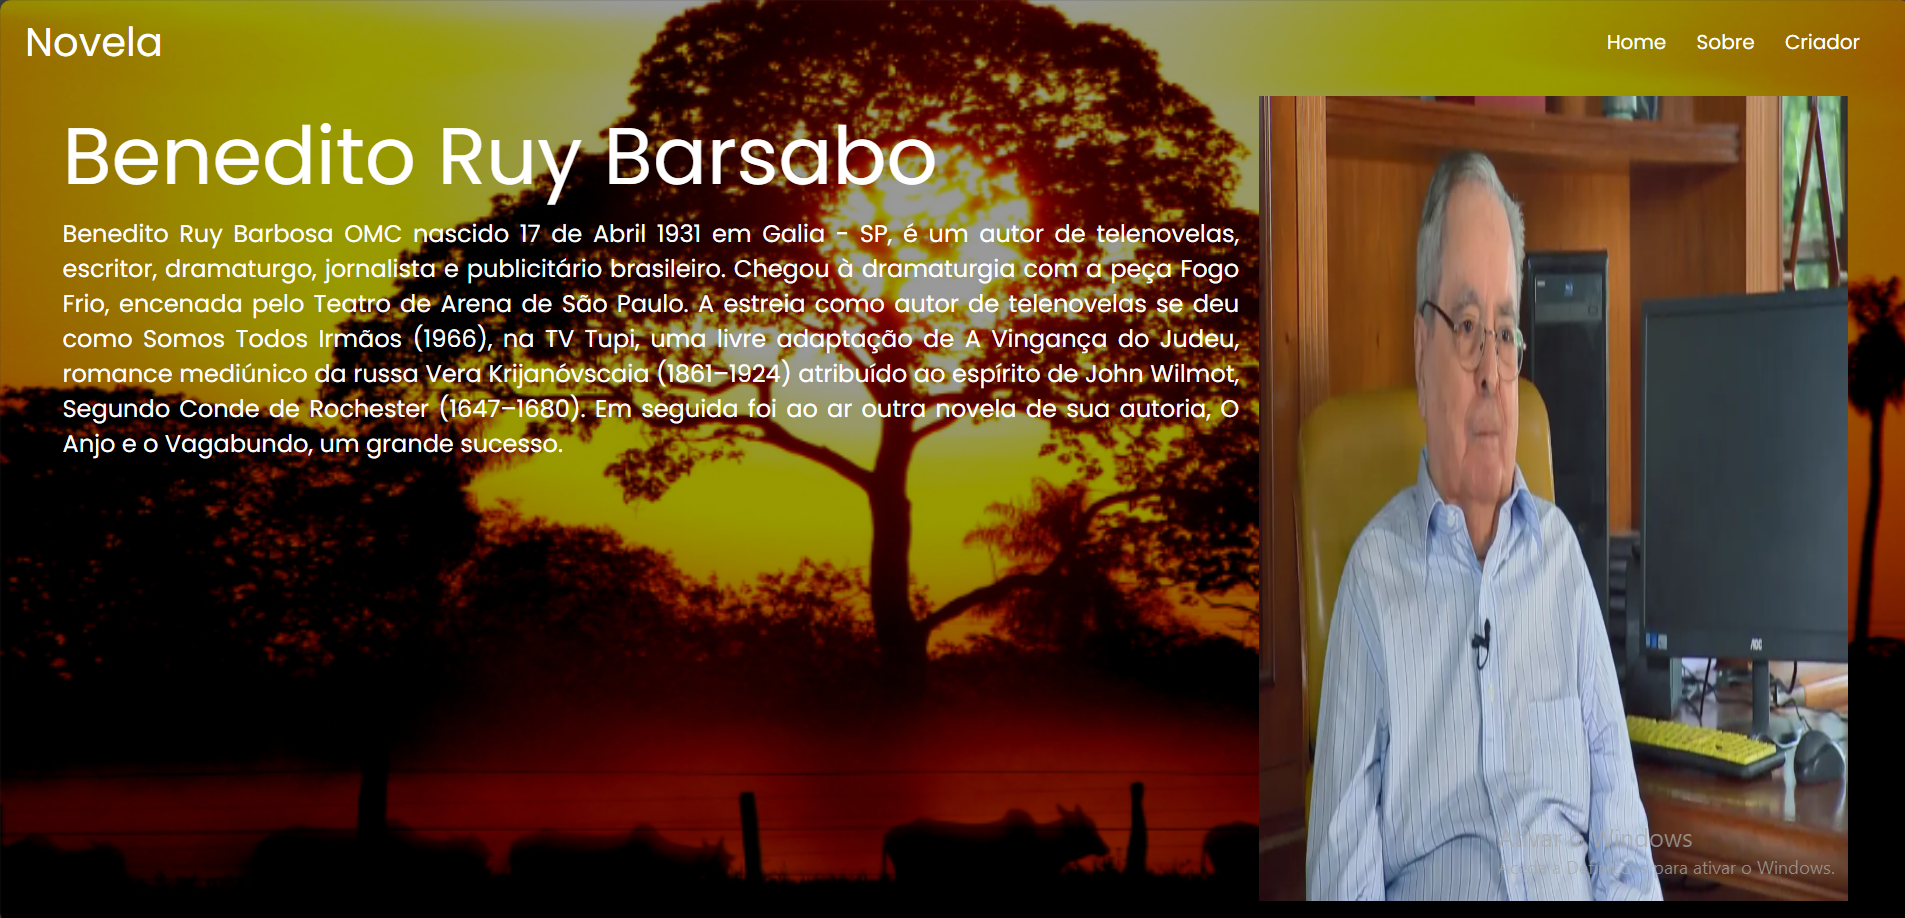 Novela
Home Sobre Criador
Benedito Ruy Barsabo
Benedito Ruy Barbosa OMC nascido 17 de Abril 1931 em Galia - SP, é um autor de telenovelas,
escritor, dramaturgo, jornalista e publicitário brasileiro. Chegou à dramaturgia com a peça Fogo
Frio, encenada pelo Teatro de Arena de São Paulo. A estreia como autor de telenovelas se deu
como Somos Todos Irmãos (1966), na TV Tupi, uma livre adaptação de A Vingança do Judeu,
romance mediúnico da russa Vera Krijanóvscaia (1861–1924) atribuído ao espírito de John Wilmot,
Segundo Conde de Rochester (1647–1680). Em seguida foi ao ar outra novela de sua autoria, O
Anjo e o Vagabundo, um grande sucesso.
AOC
Ativar o Windows
para ativar o Windows.